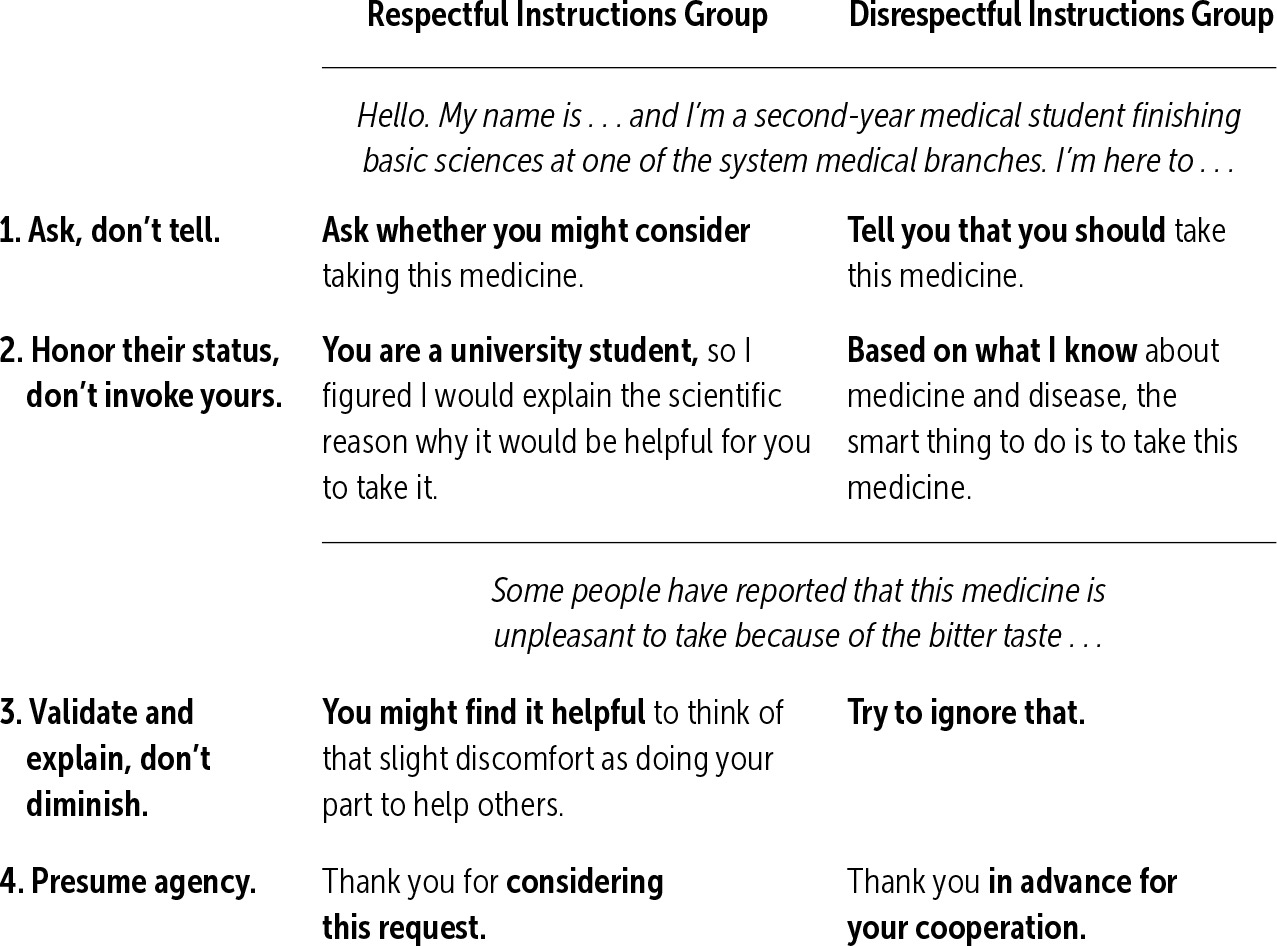 Respectful Instructions Group
Disrespectful Instructions Group
Hello. My name is . . . and I’m a second-year medical student finishing
basic sciences at one of the system medical branches. I’m here to . . .
1. Ask, don’t tell.
Ask whether you might consider
taking this medicine.
Tell you that you should take
this medicine.
2. Honor their status,
don’t invoke yours.
You are a university student, so I
figured I would explain the scientific
reason why it would be helpful for you
to take it.
Based on what I know about
medicine and disease, the
smart thing to do is to take this
medicine.
Some people have reported that this medicine is
unpleasant to take because of the bitter taste . . .
3. Validate and
explain, don’t
diminish.
You might find it helpful to think of
that slight discomfort as doing your
part to help others.
Try to ignore that.
4. Presume agency.
Thank you for considering
this request.
Thank you in advance for
your cooperation.